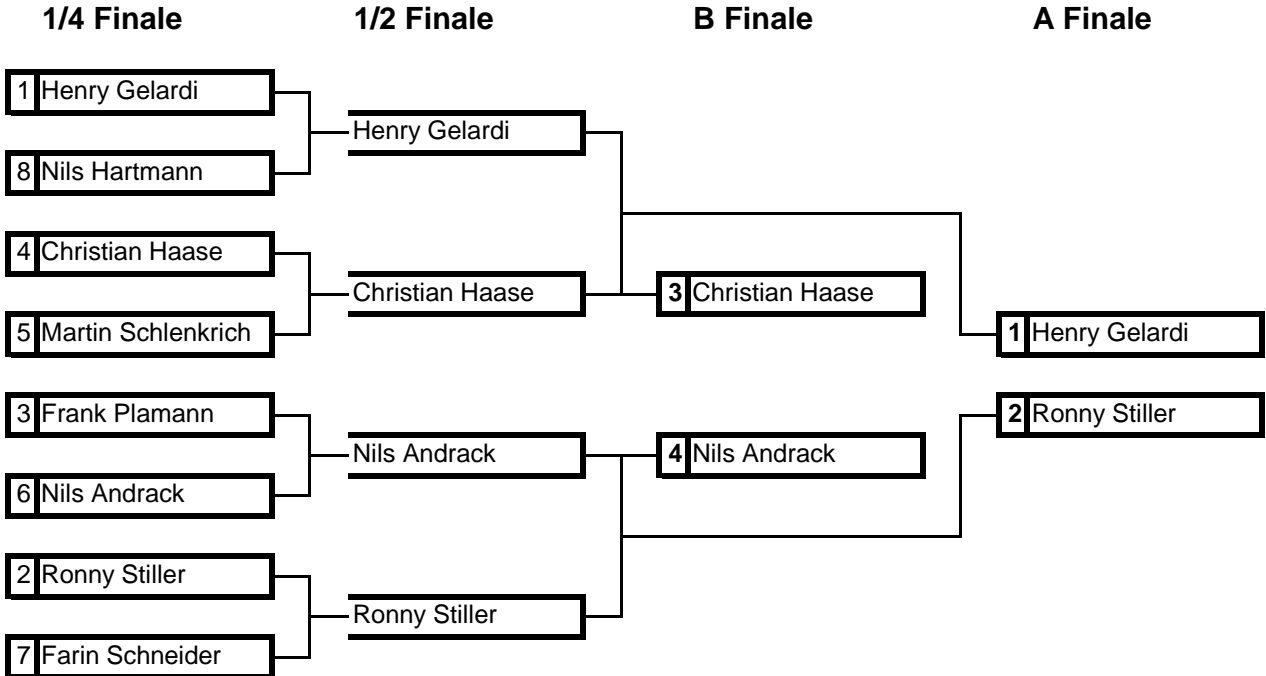 1/4 Finale 1/2 Finale B Finale A Finale
1 Henry Gelardi
Henry Gelardi
8 Nils Hartmann
4 Christian Haase
Christian Haase 3 Christian Haase
5 Martin Schlenkrich 1 Henry Gelardi
3 Frank Plamann 2 Ronny Stiller
Nils Andrack 4 Nils Andrack
6 Nils Andrack
2 Ronny Stiller
Ronny Stiller
7 Farin Schneider